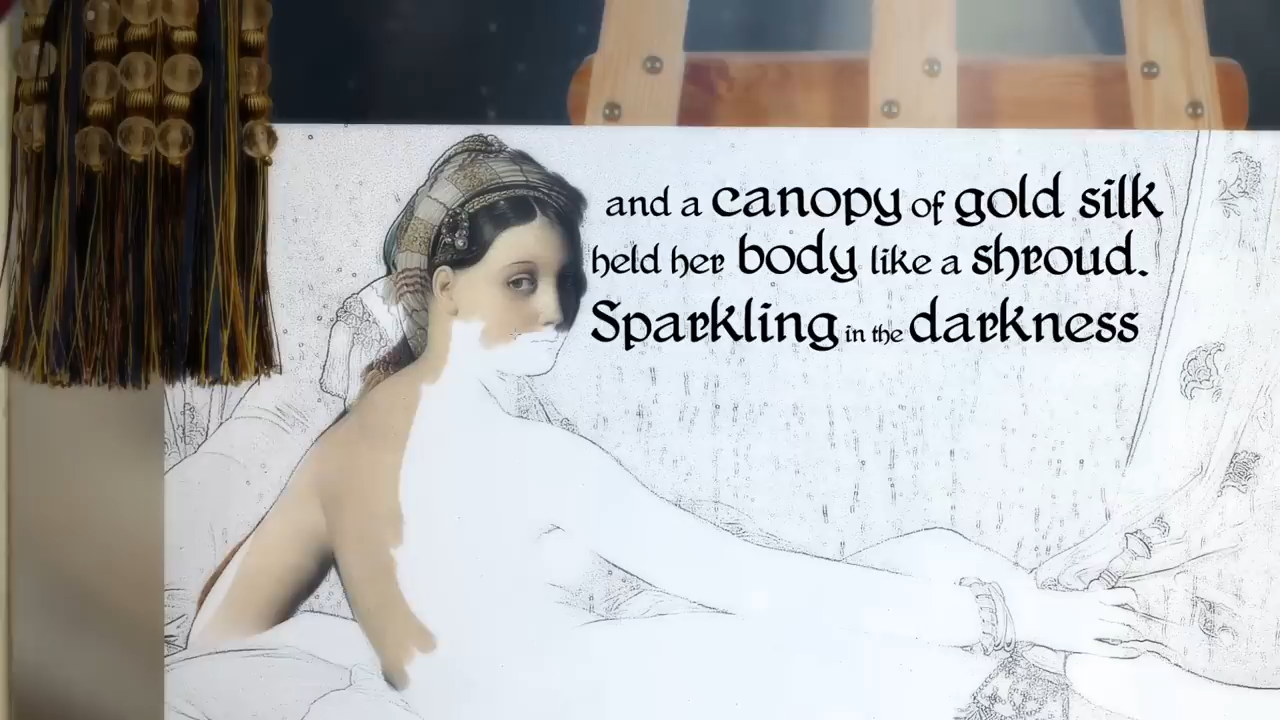 and a canopy of gold silk
held her body like a shroud.
Sparkling in the darkness